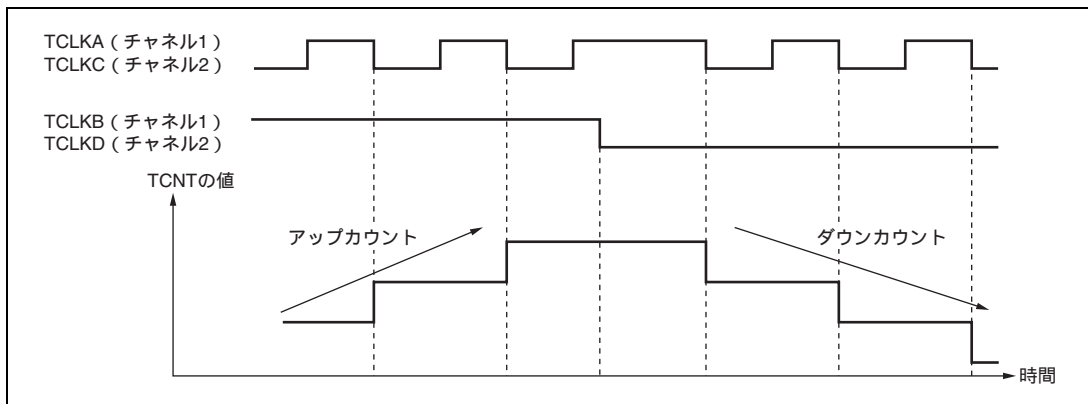 TCLKA（チャネル1）
TCLKC（チャネル2）
TCLKB（チャネル1）
TCLKD（チャネル2）
TCNTの値
アップカウント
ダウンカウント
時間